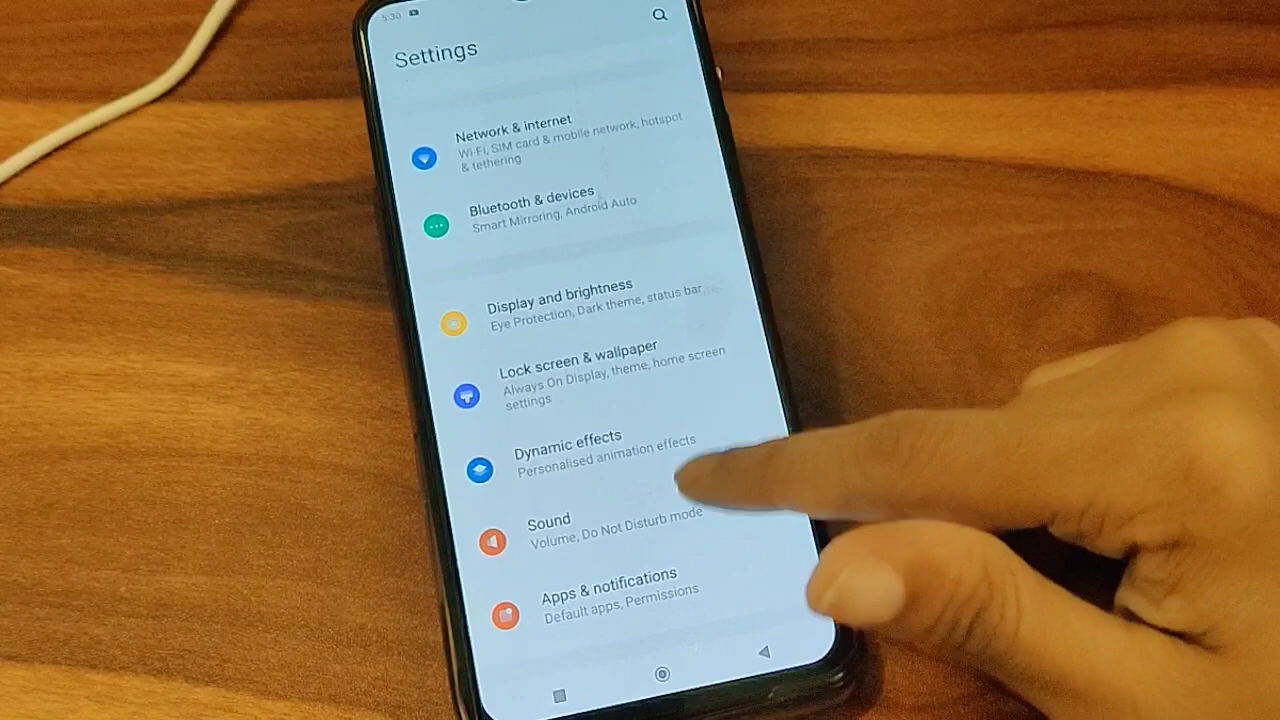 5:30
Settings
Network & internet
Wi-Fi, SIM card & mobile network, hotspot
& tethering
Bluetooth & devices
Smart Mirroring, Android Auto
Display and brightness
Eye Protection, Dark theme, status bar...
Lock screen & wallpaper
Always On Display, theme, home screen
settings
Dynamic effects
Personalised animation effects
Sound
Volume, Do Not Disturb mode
Apps & notifications
Default apps, Permissions